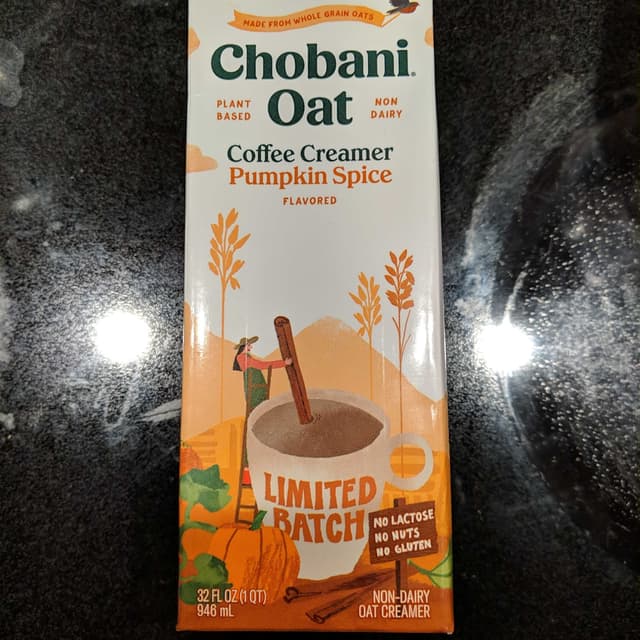 MADE FROM WHOLE GRAIN OATS
Chobani®
PLANT BASED
Oat
NON DAIRY
Coffee Creamer
Pumpkin Spice
FLAVORED
LIMITED
BATCH
NO LACTOSE
NO NUTS
NO GLUTEN
32 FL OZ (1 QT)
946 mL
NON-DAIRY
OAT CREAMER